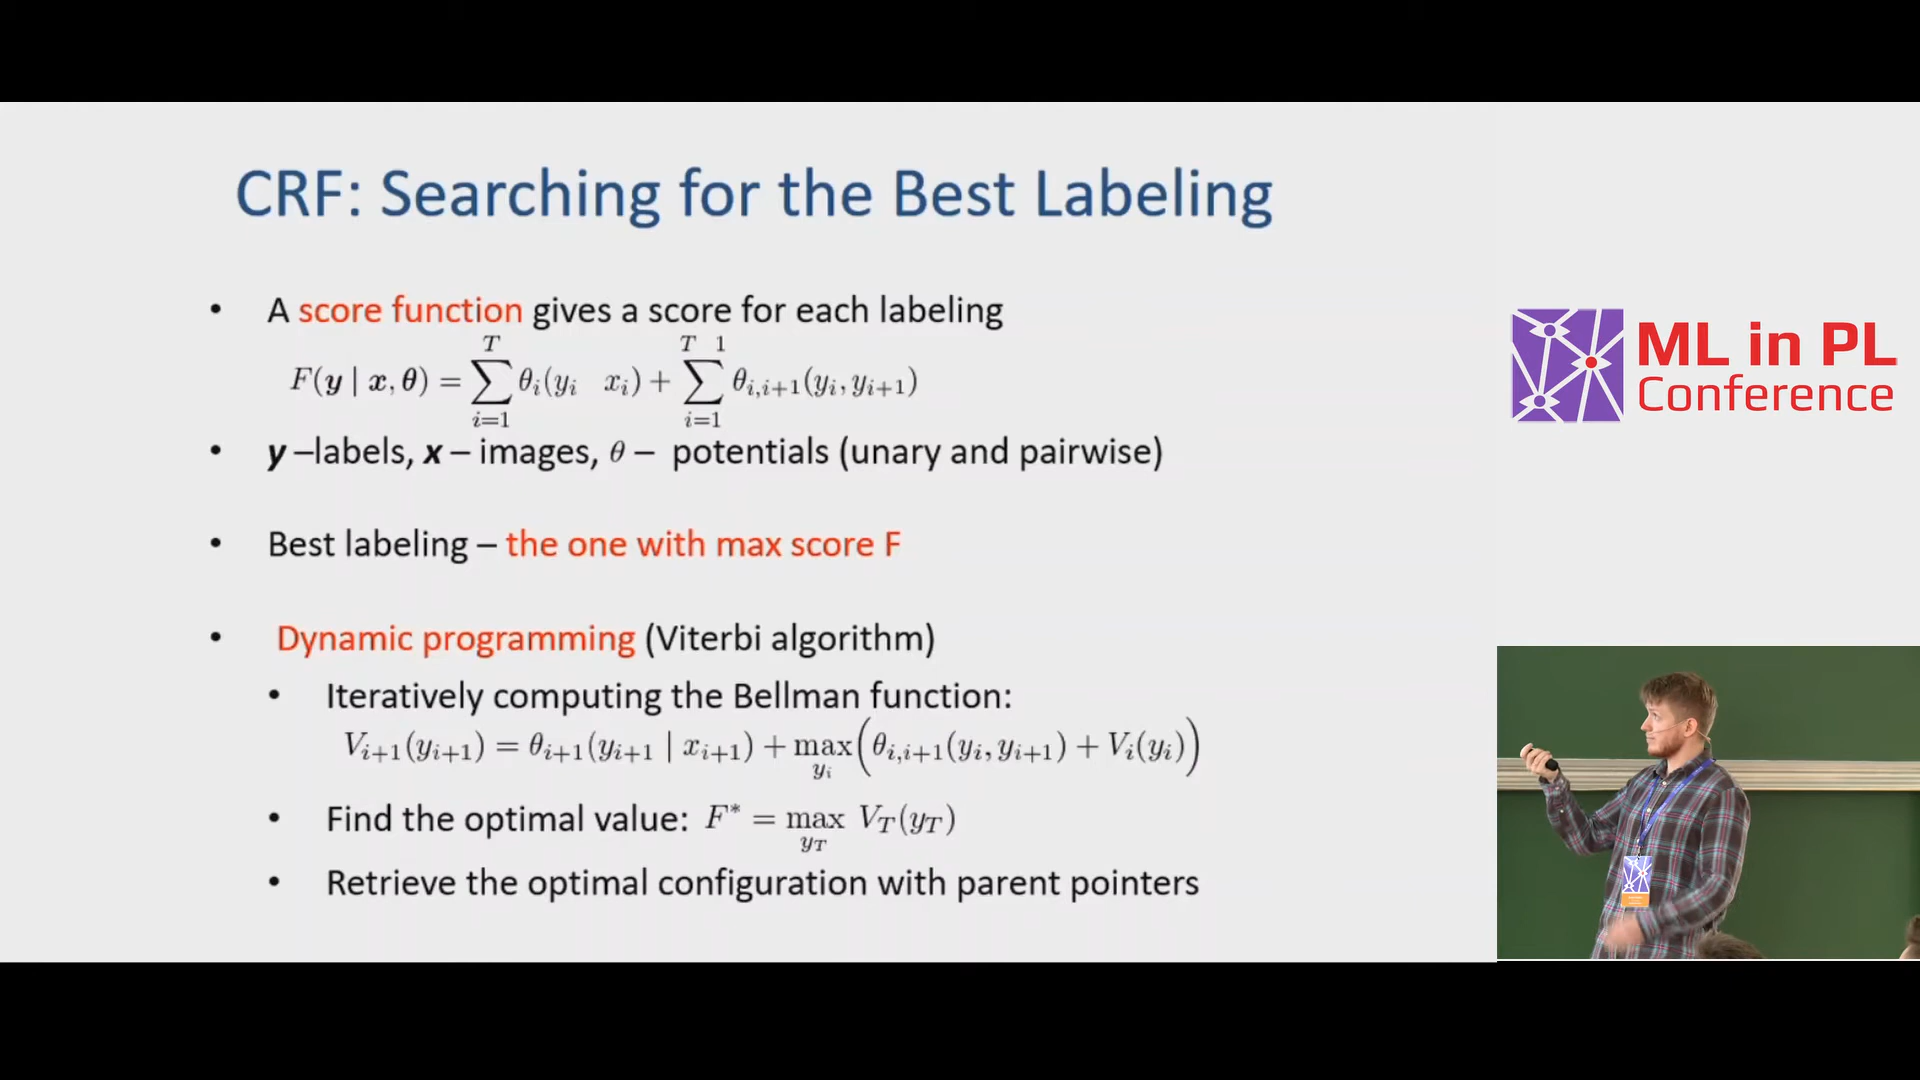 CRF: Searching for the Best Labeling
• A score function gives a score for each labeling
F(y | x, θ) = ∑_{i=1}^{T} θ_i(y_i   x_i) + ∑_{i=1}^{T 1} θ_{i,i+1}(y_i, y_{i+1})
• y –labels, x – images, θ – potentials (unary and pairwise)
• Best labeling – the one with max score F
• Dynamic programming (Viterbi algorithm)
• Iteratively computing the Bellman function:
V_{i+1}(y_{i+1}) = θ_{i+1}(y_{i+1} | x_{i+1}) + max_{y_i}(θ_{i,i+1}(y_i, y_{i+1}) + V_i(y_i))
• Find the optimal value: F* = max_{y_T} V_T(y_T)
• Retrieve the optimal configuration with parent pointers
ML in PL
Conference